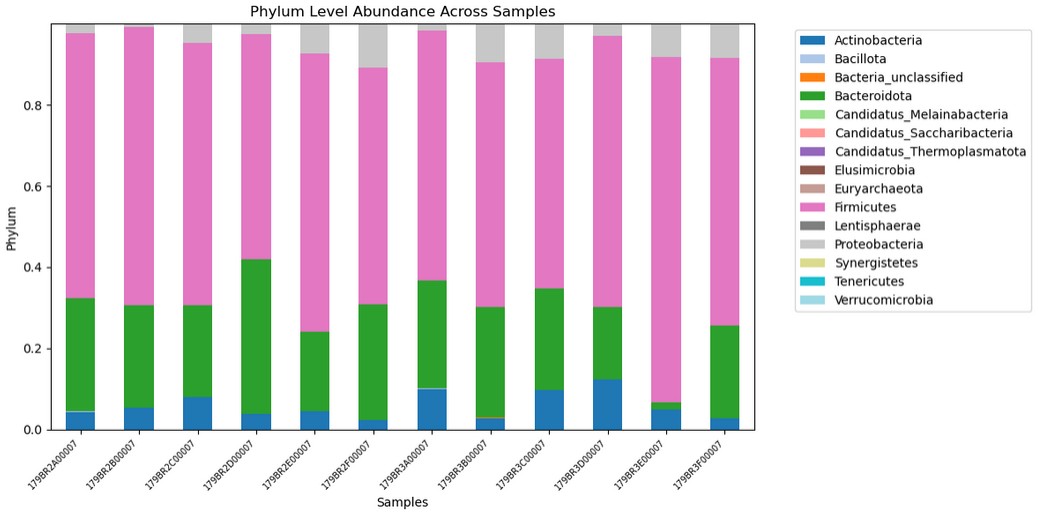 Phylum Level Abundance Across Samples
Phylum
0.8
0.6
0.4
0.2
0.0
179BR2A00007
179BR2B00007
179BR2C00007
179BR2D00007
179BR2E00007
179BR2F00007
179BR3A00007
179BR3B00007
179BR3C00007
179BR3D00007
179BR3E00007
179BR3F00007
Samples
Actinobacteria
Bacillota
Bacteria_unclassified
Bacteroidota
Candidatus_Melainabacteria
Candidatus_Saccharibacteria
Candidatus_Thermoplasmatota
Elusimicrobia
Euryarchaeota
Firmicutes
Lentisphaerae
Proteobacteria
Synergistetes
Tenericutes
Verrucomicrobia